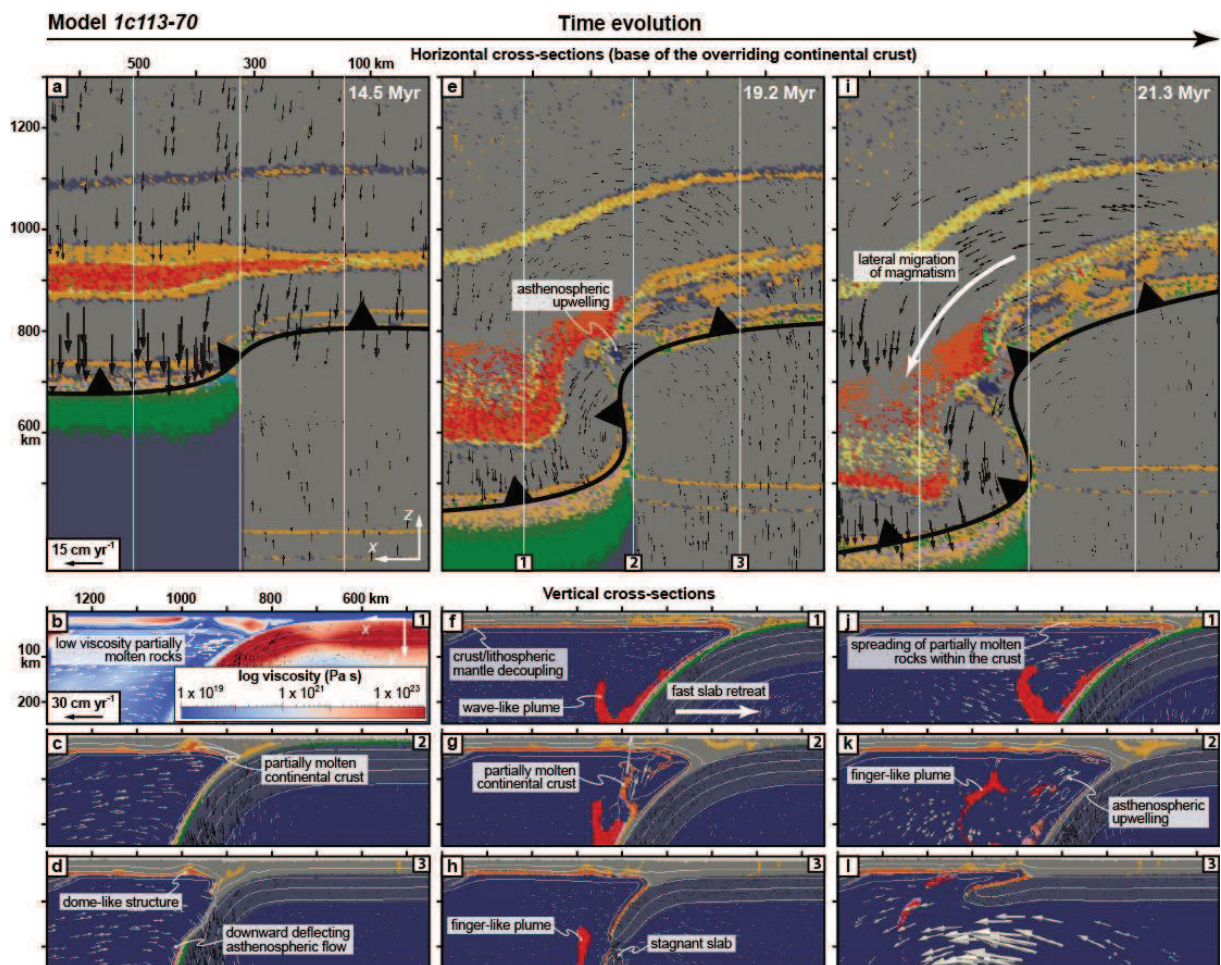 Model 1c113-70
Time evolution
Horizontal cross-sections (base of the overriding continental crust)
500 300 100 km
a
14.5 Myr
e
19.2 Myr
i
21.3 Myr
1200
1000
800
600
km
asthenospheric
upwelling
lateral migration
of magmatism
z
x
15 cm yr-1
1 2 3
Vertical cross-sections
1200 1000 800 600 km
b
1
low viscosity partially
molten rocks
x
y
100
km
200
log viscosity (Pa s)
1 x 10^19 1 x 10^21 1 x 10^23
30 cm yr-1
f
1
crust/lithospheric
mantle decoupling
wave-like plume
fast slab retreat
j
1
spreading of partially molten
rocks within the crust
c
2
partially molten
continental crust
g
2
partially molten
continental crust
k
2
finger-like plume
asthenospheric
upwelling
d
3
dome-like structure
downward deflecting
asthenospheric flow
h
3
finger-like plume
stagnant slab
l
3